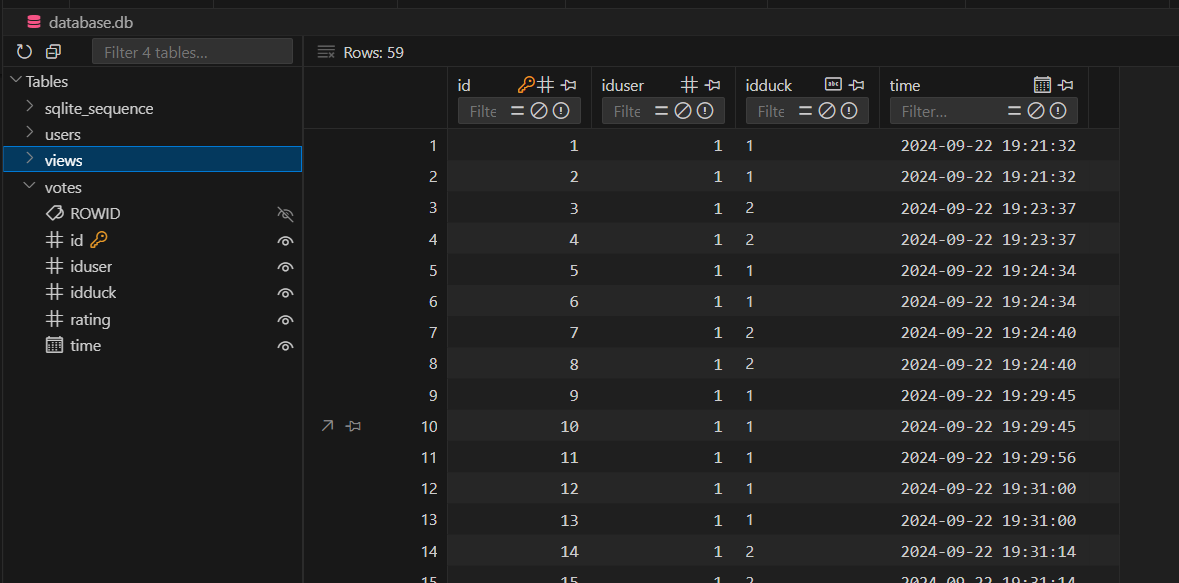 database.db
Filter 4 tables...
Rows: 59
Tables
sqlite_sequence
users
views
votes
ROWID
id
iduser
idduck
rating
time
id iduser idduck abc time
Filte Filte Filte Filter...
1 1 1 1 2024-09-22 19:21:32
2 2 1 1 2024-09-22 19:21:32
3 3 1 2 2024-09-22 19:23:37
4 4 1 2 2024-09-22 19:23:37
5 5 1 1 2024-09-22 19:24:34
6 6 1 1 2024-09-22 19:24:34
7 7 1 2 2024-09-22 19:24:40
8 8 1 2 2024-09-22 19:24:40
9 9 1 1 2024-09-22 19:29:45
10 10 1 1 2024-09-22 19:29:45
11 11 1 1 2024-09-22 19:29:56
12 12 1 1 2024-09-22 19:31:00
13 13 1 1 2024-09-22 19:31:00
14 14 1 2 2024-09-22 19:31:14
15 15 1 2 2024-09-22 19:31:14